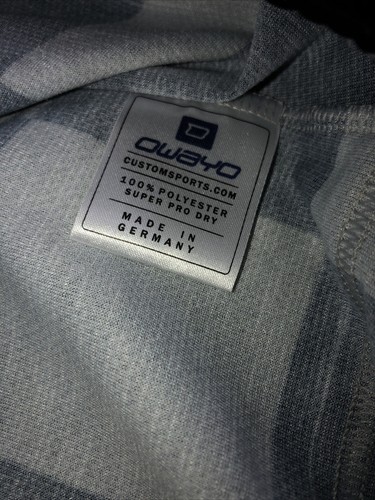 owayo
CUSTOMSPORTS.COM
100% POLYESTER
SUPER PRO DRY
MADE IN
GERMANY